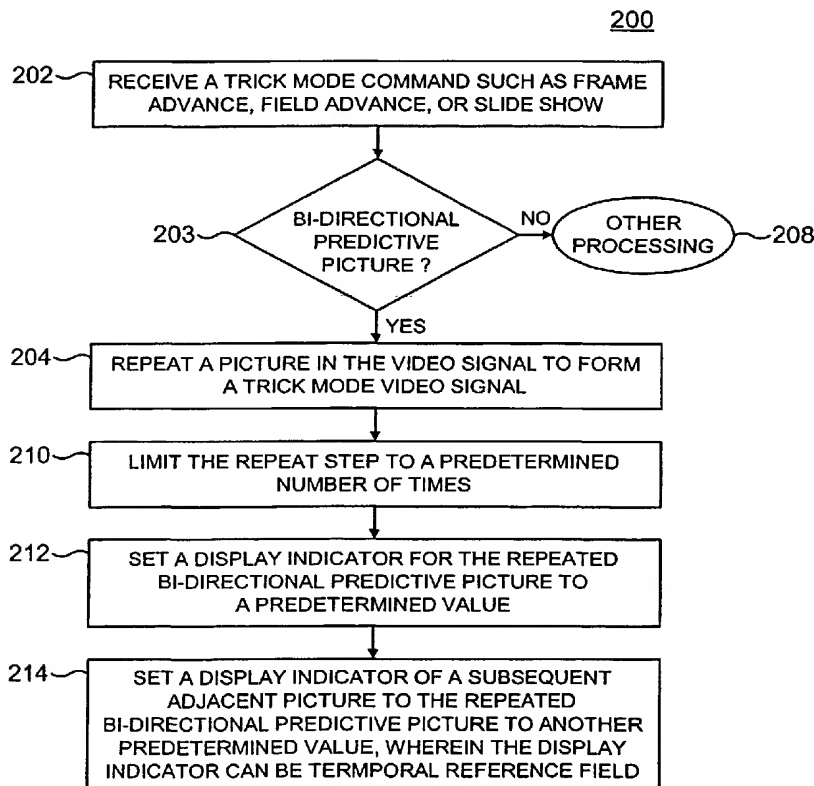 200
202
RECEIVE A TRICK MODE COMMAND SUCH AS FRAME
ADVANCE, FIELD ADVANCE, OR SLIDE SHOW
203
BI-DIRECTIONAL
PREDICTIVE
PICTURE ?
NO
OTHER
PROCESSING
208
YES
204
REPEAT A PICTURE IN THE VIDEO SIGNAL TO FORM
A TRICK MODE VIDEO SIGNAL
210
LIMIT THE REPEAT STEP TO A PREDETERMINED
NUMBER OF TIMES
212
SET A DISPLAY INDICATOR FOR THE REPEATED
BI-DIRECTIONAL PREDICTIVE PICTURE TO
A PREDETERMINED VALUE
214
SET A DISPLAY INDICATOR OF A SUBSEQUENT
ADJACENT PICTURE TO THE REPEATED
BI-DIRECTIONAL PREDICTIVE PICTURE TO ANOTHER
PREDETERMINED VALUE, WHEREIN THE DISPLAY
INDICATOR CAN BE TERMPORAL REFERENCE FIELD